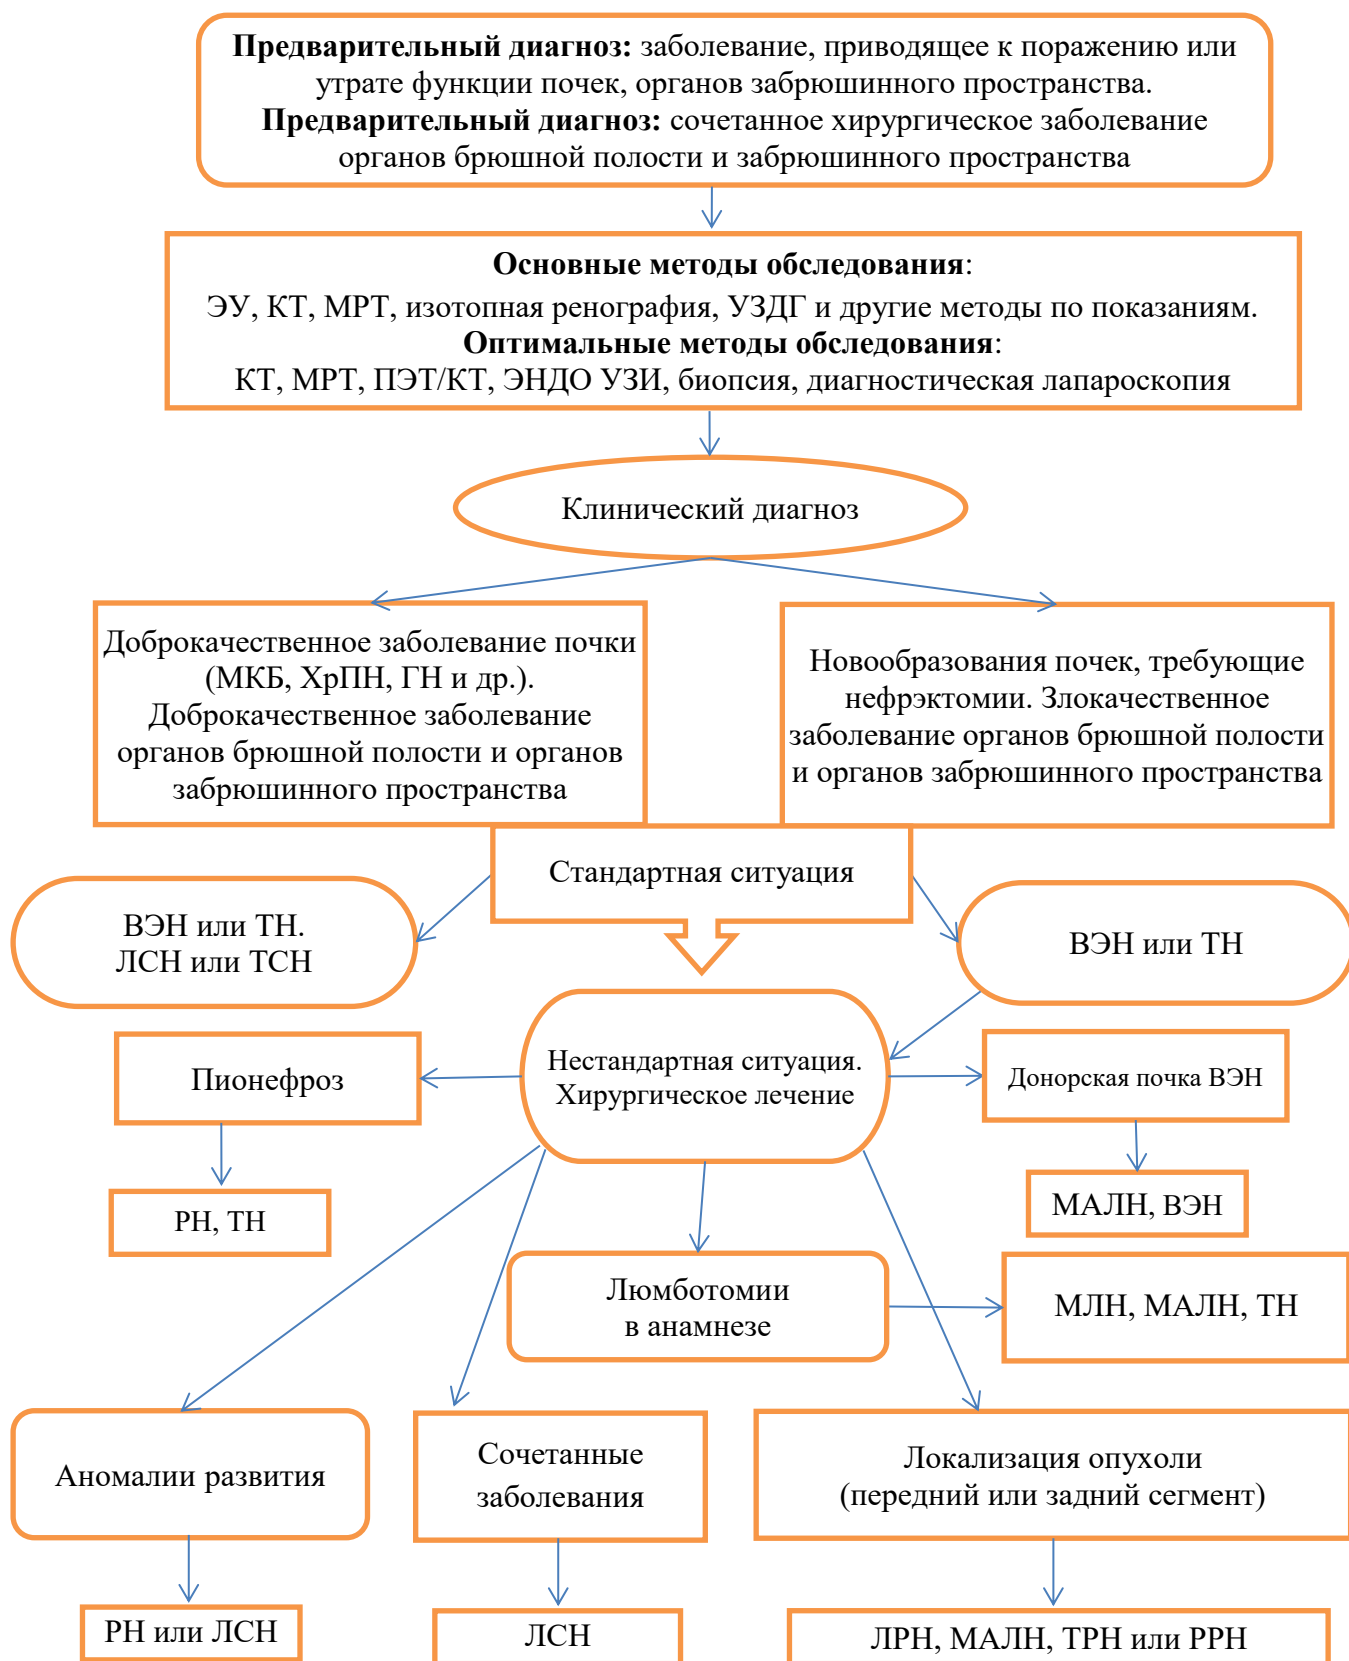 Предварительный диагноз: заболевание, приводящее к поражению или
утрате функции почек, органов забрюшинного пространства.
Предварительный диагноз: сочетанное хирургическое заболевание
органов брюшной полости и забрюшинного пространства
Основные методы обследования:
ЭУ, КТ, МРТ, изотопная ренография, УЗДГ и другие методы по показаниям.
Оптимальные методы обследования:
КТ, МРТ, ПЭТ/КТ, ЭНДО УЗИ, биопсия, диагностическая лапароскопия
Клинический диагноз
Доброкачественное заболевание почки
(МКБ, ХрПН, ГН и др.).
Доброкачественное заболевание
органов брюшной полости и органов
забрюшинного пространства
Новообразования почек, требующие
нефрэктомии. Злокачественное
заболевание органов брюшной полости
и органов забрюшинного пространства
Стандартная ситуация
ВЭН или ТН.
ЛСН или ТСН
ВЭН или ТН
Нестандартная ситуация.
Хирургическое лечение
Пионефроз
Донорская почка ВЭН
РН, ТН
МАЛН, ВЭН
Люмботомии
в анамнезе
МЛН, МАЛН, ТН
Аномалии развития
Сочетанные
заболевания
Локализация опухоли
(передний или задний сегмент)
РН или ЛСН
ЛСН
ЛРН, МАЛН, ТРН или РРН